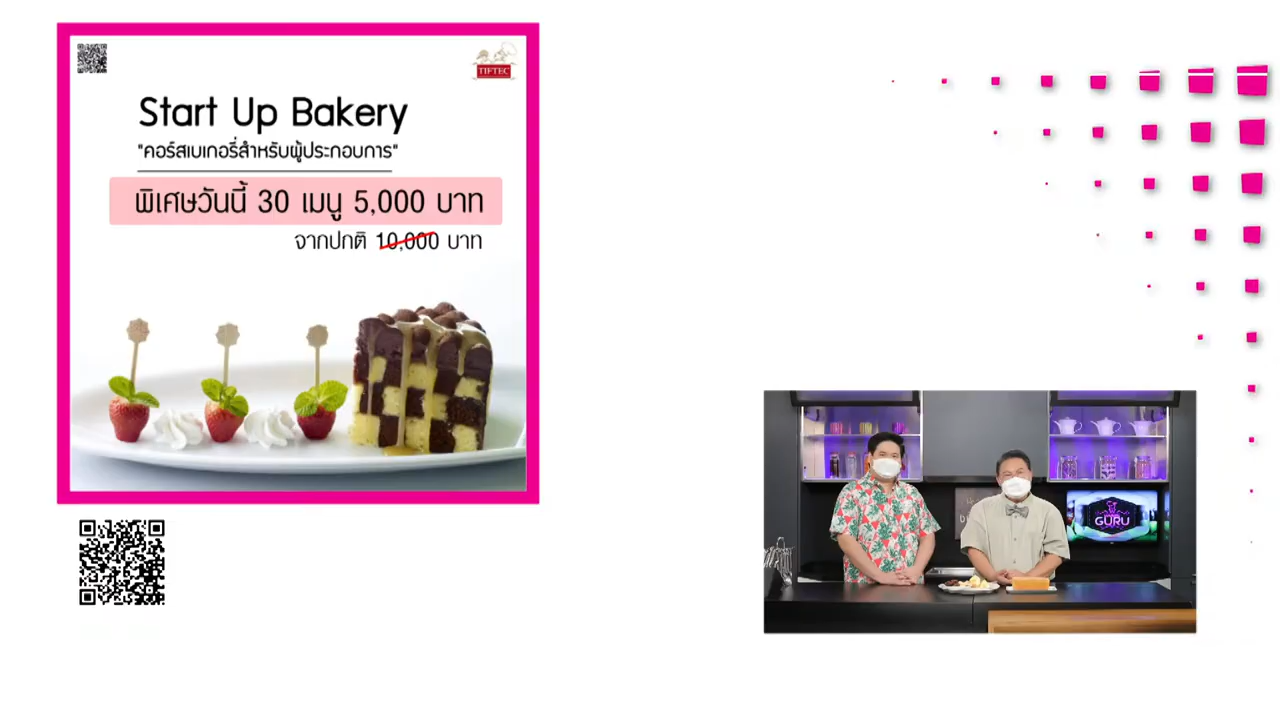 TIFTEC
Start Up Bakery
"คอร์สเบเกอรี่สำหรับผู้ประกอบการ"
พิเศษวันนี้ 30 เมนู 5,000 บาท
จากปกติ 10,000 บาท
GURU